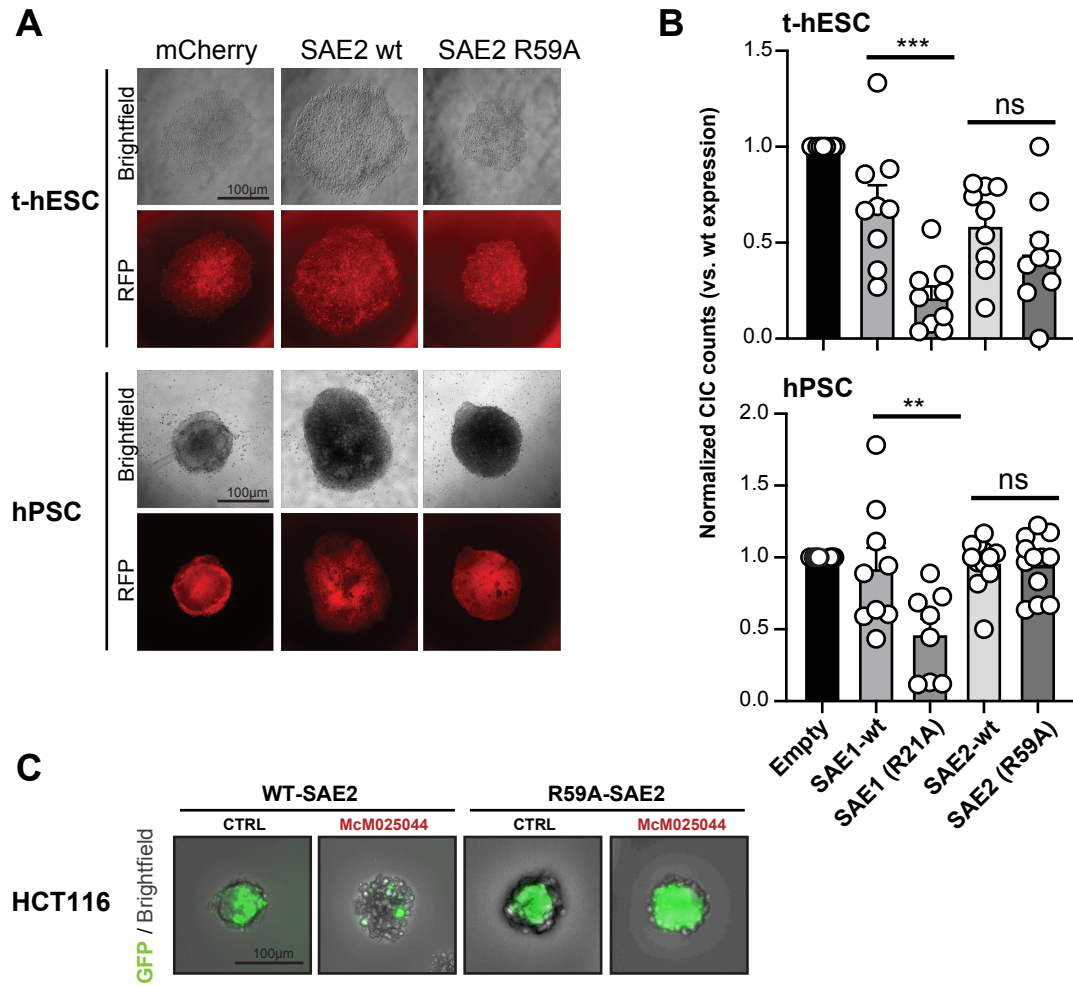 A
mCherry SAE2 wt SAE2 R59A
t-hESC
Brightfield
100µm
RFP
hPSC
Brightfield
100µm
RFP
B
t-hESC
Normalized CIC counts (vs. wt expression)
1.5
1.0
0.5
0.0
***
ns
hPSC
2.0
1.5
1.0
0.5
0.0
**
ns
Empty
SAE1-wt
SAE1 (R21A)
SAE2-wt
SAE2 (R59A)
C
WT-SAE2 R59A-SAE2
CTRL McM025044 CTRL McM025044
HCT116
GFP / Brightfield
100µm